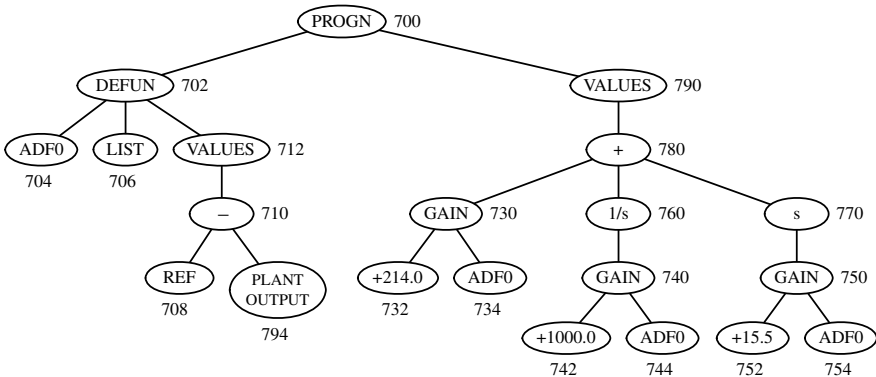 PROGN 700
DEFUN 702
VALUES 790
ADF0 LIST VALUES 712
+ 780
704 706
– 710
GAIN 730
1/s 760
s 770
REF
PLANT
OUTPUT
+214.0 ADF0
GAIN 740
GAIN 750
708
732 734
794
+1000.0 ADF0
+15.5 ADF0
742 744
752 754